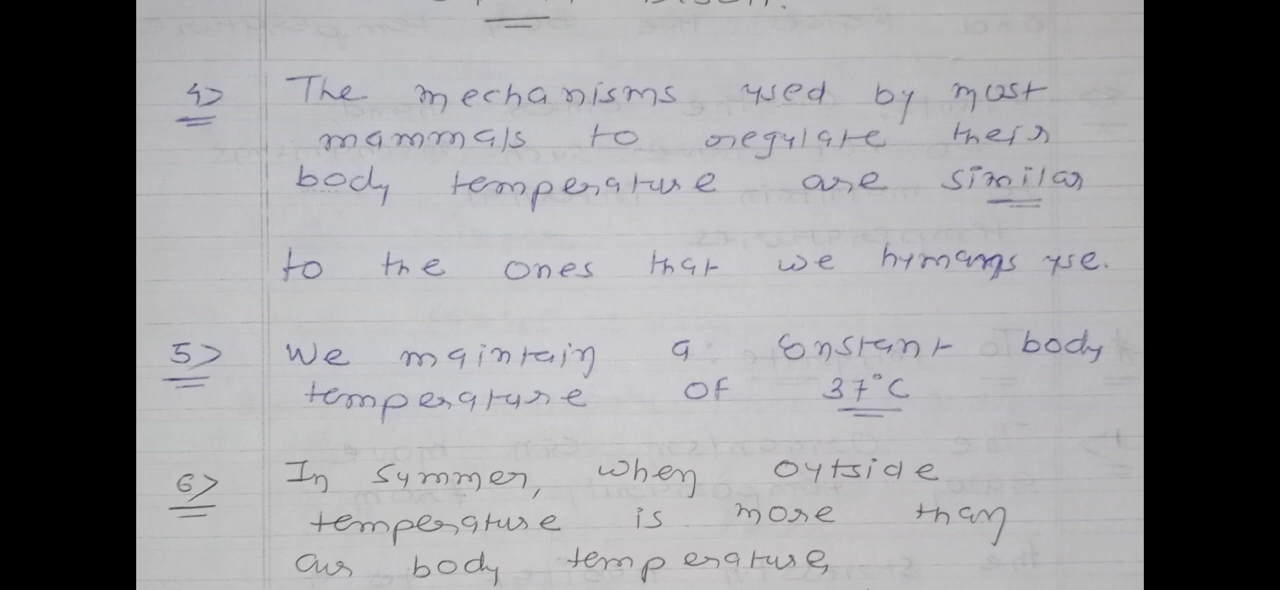 4> The mechanisms used by most
mammals to regulate their
body temperature are similar
to the ones that we humans use.
5> We maintain a constant body
temperature of 37°C
6> In summer, when outside
temperature is more than
our body temperature,